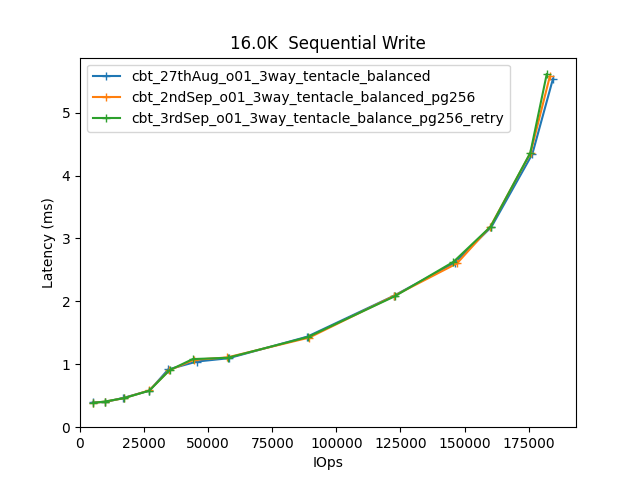 16.0K  Sequential Write
cbt_27thAug_o01_3way_tentacle_balanced
cbt_2ndSep_o01_3way_tentacle_balanced_pg256
cbt_3rdSep_o01_3way_tentacle_balance_pg256_retry
Latency (ms)
5
4
3
2
1
0
0 25000 50000 75000 100000 125000 150000 175000
IOps